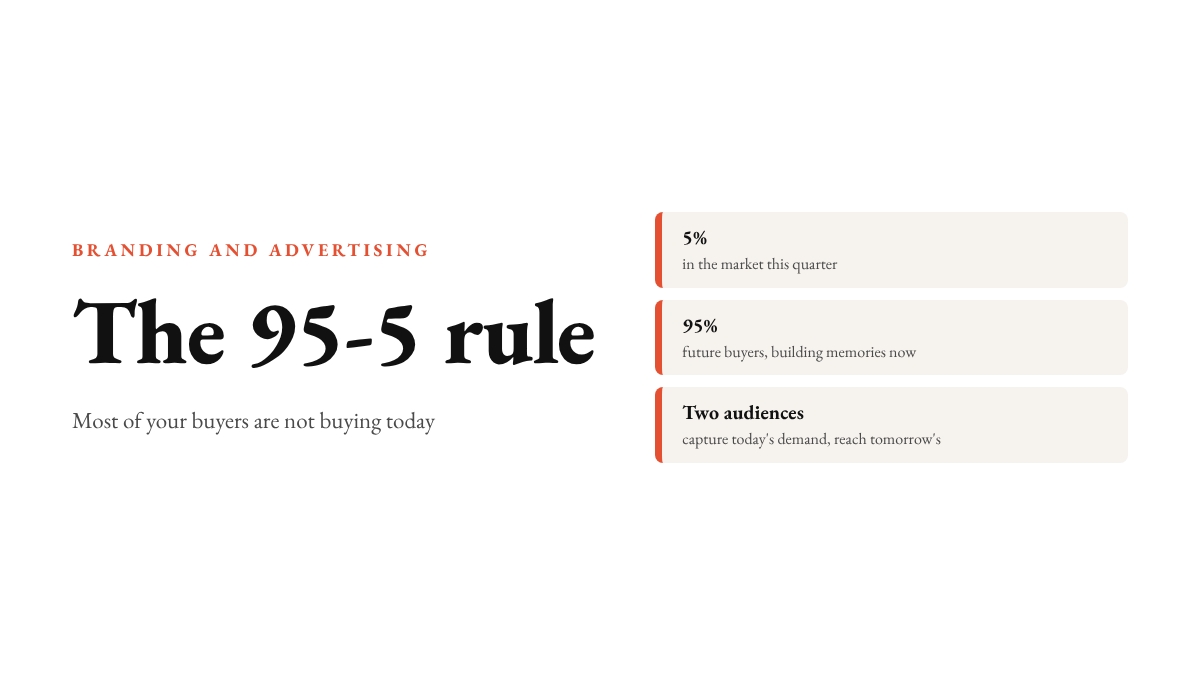 BRANDING AND ADVERTISING
The 95-5 rule
Most of your buyers are not buying today
5%
in the market this quarter
95%
future buyers, building memories now
Two audiences
capture today's demand, reach tomorrow's